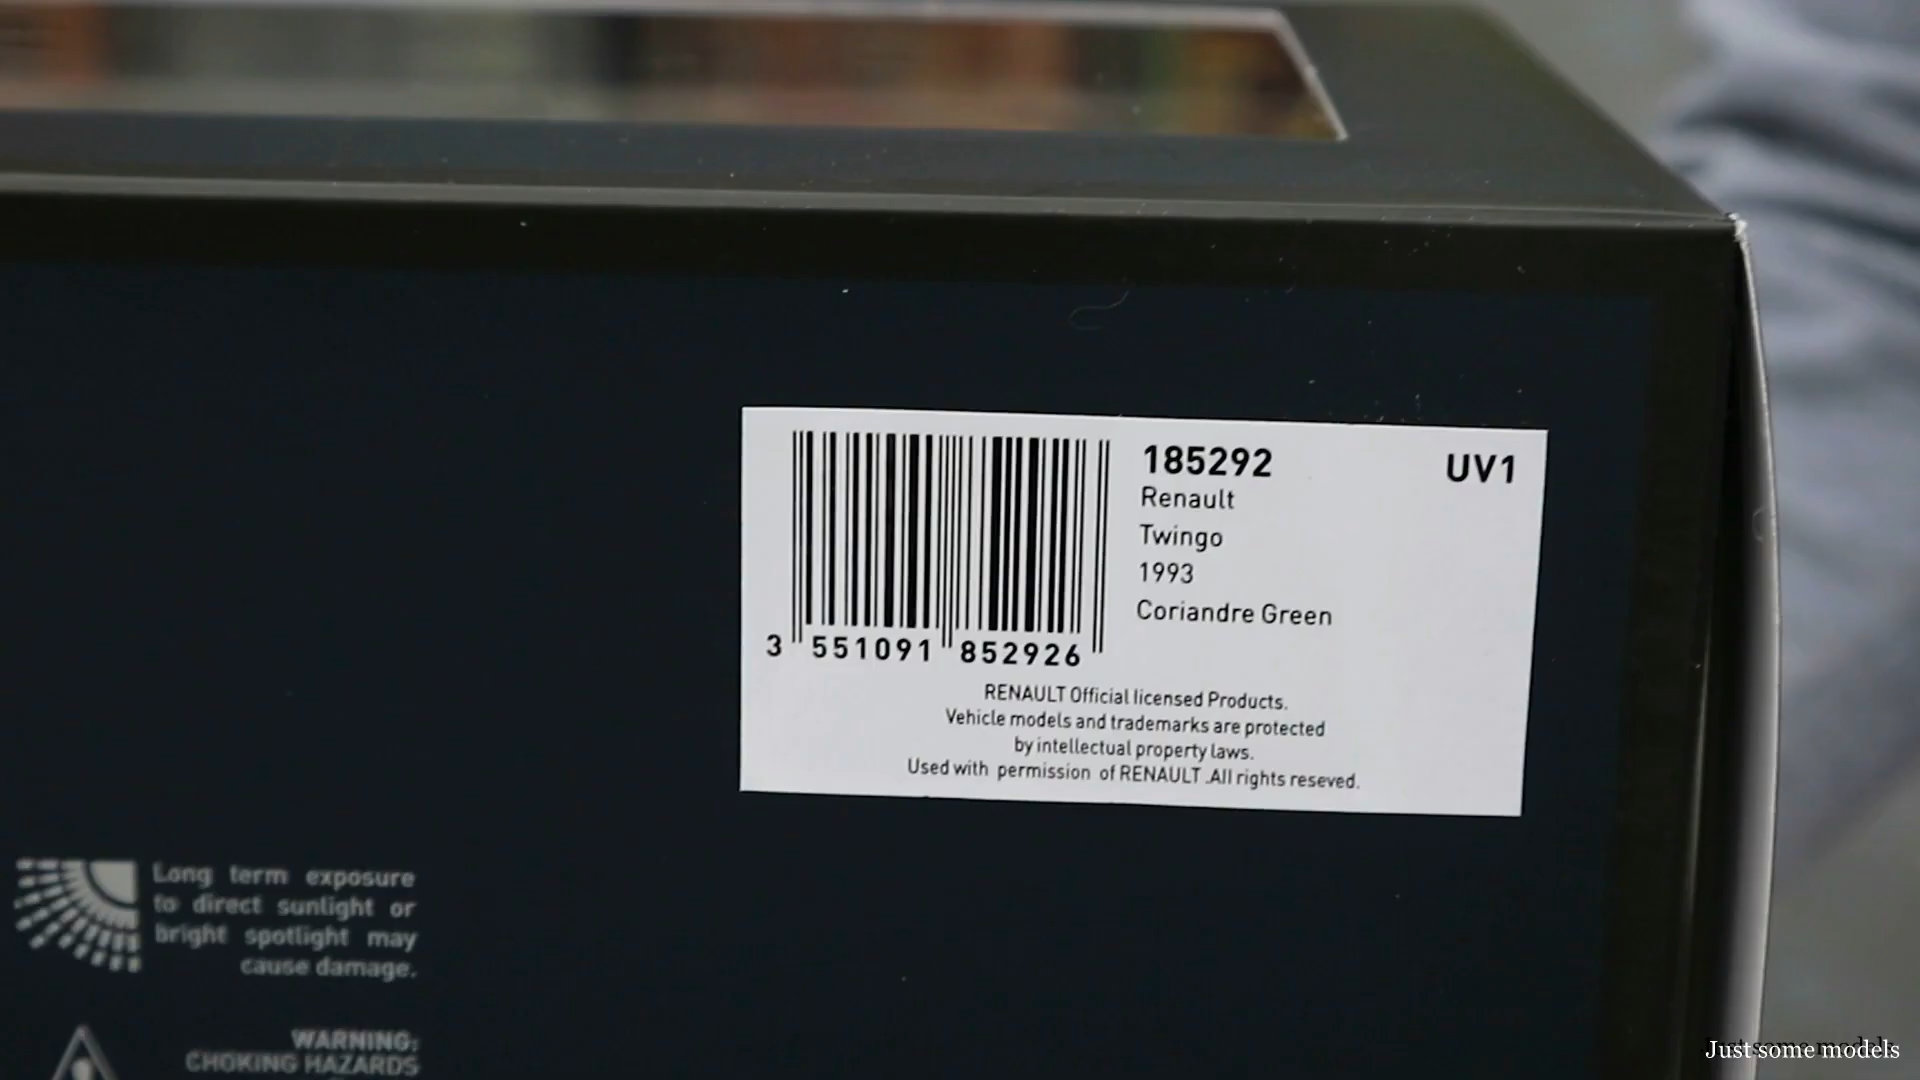 185292
UV1
Renault
Twingo
1993
Coriandre Green
3 551091 852926
RENAULT Official licensed Products.
Vehicle models and trademarks are protected
by intellectual property laws.
Used with permission of RENAULT .All rights reseved.
Long term exposure
to direct sunlight or
bright spotlight may
cause damage.
WARNING:
CHOKING HAZARDS
Just some models